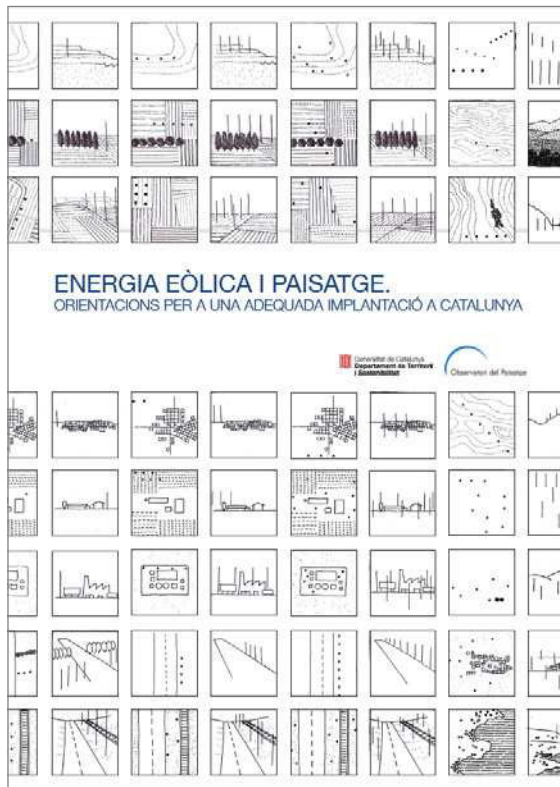 ENERGIA EÒLICA I PAISATGE.
ORIENTACIONS PER A UNA ADEQUADA IMPLANTACIÓ A CATALUNYA
Generalitat de Catalunya
Departament de Territori
i Sostenibilitat
Observatori del Paisatge